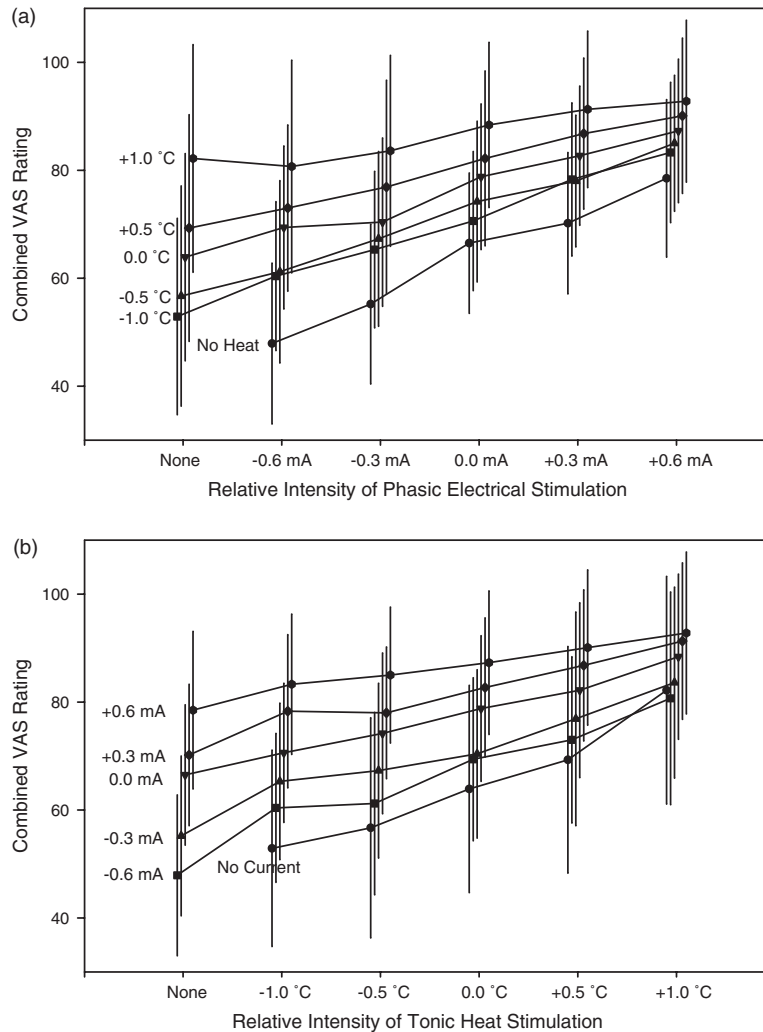 (a)
100
80
60
40
Combined VAS Rating
+1.0 ˚C
+0.5 ˚C
0.0 ˚C
-0.5 ˚C
-1.0 ˚C
No Heat
None -0.6 mA -0.3 mA 0.0 mA +0.3 mA +0.6 mA
Relative Intensity of Phasic Electrical Stimulation
(b)
100
80
60
40
Combined VAS Rating
+0.6 mA
+0.3 mA
0.0 mA
-0.3 mA
-0.6 mA
No Current
None -1.0 ˚C -0.5 ˚C 0.0 ˚C +0.5 ˚C +1.0 ˚C
Relative Intensity of Tonic Heat Stimulation